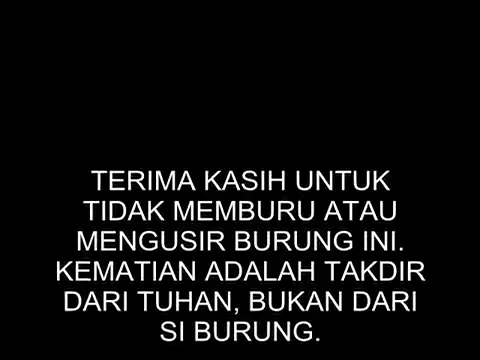 TERIMA KASIH UNTUK
TIDAK MEMBURU ATAU
MENGUSIR BURUNG INI.
KEMATIAN ADALAH TAKDIR
DARI TUHAN, BUKAN DARI
SI BURUNG.